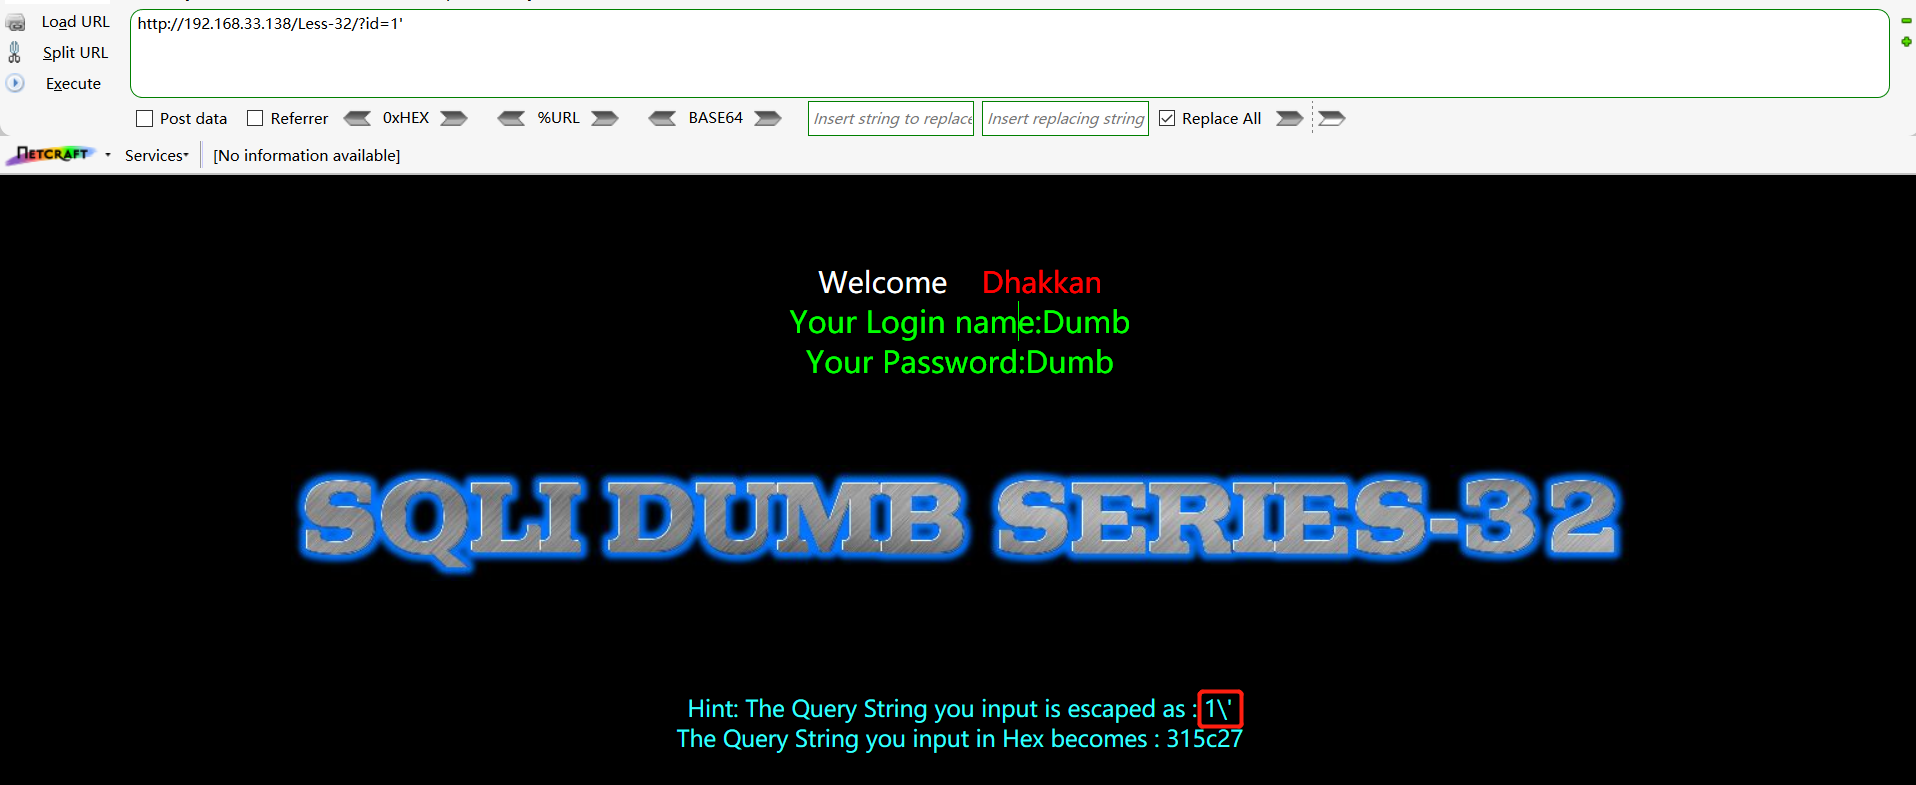 Load URL
http://192.168.33.138/Less-32/?id=1'
Split URL
Execute
Post data Referrer 0xHEX %URL BASE64 Insert string to replace Insert replacing string Replace All
NETCRAFT Services [No information available]
Welcome Dhakkan
Your Login name:Dumb
Your Password:Dumb
SQLI DUMB SERIES-32
Hint: The Query String you input is escaped as : 1\'
The Query String you input in Hex becomes : 315c27